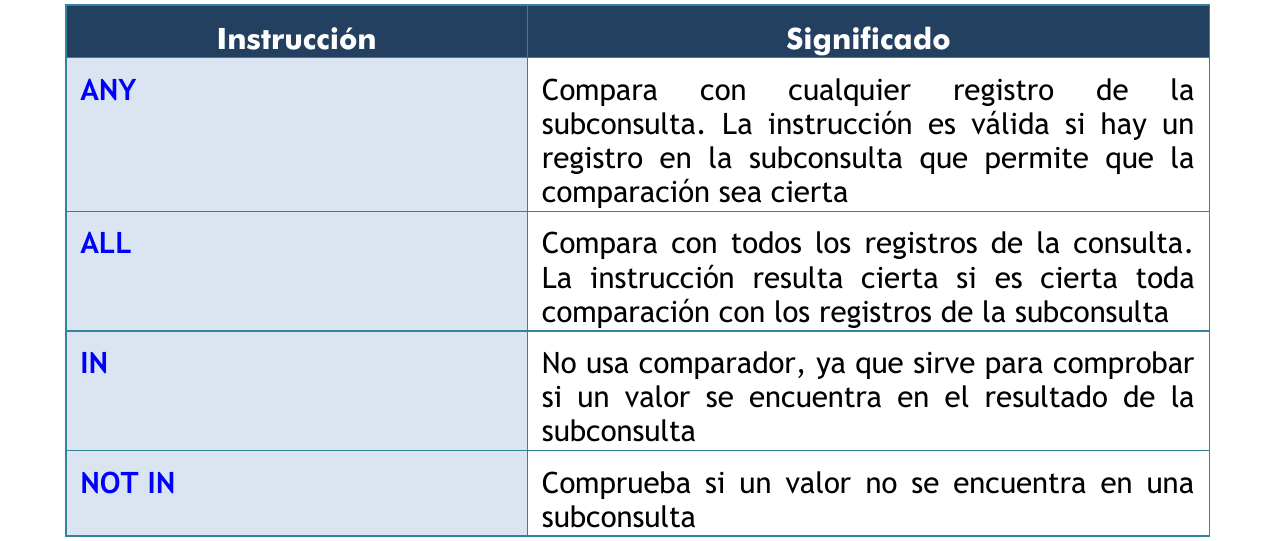 Instrucción Significado
ANY
Compara con cualquier registro de la
subconsulta. La instrucción es válida si hay un
registro en la subconsulta que permite que la
comparación sea cierta
ALL
Compara con todos los registros de la consulta.
La instrucción resulta cierta si es cierta toda
comparación con los registros de la subconsulta
IN
No usa comparador, ya que sirve para comprobar
si un valor se encuentra en el resultado de la
subconsulta
NOT IN
Comprueba si un valor no se encuentra en una
subconsulta